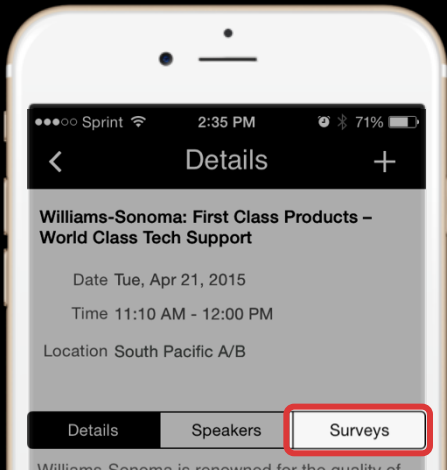 Sprint 2:35 PM 71%
Details
Williams-Sonoma: First Class Products –
World Class Tech Support
Date Tue, Apr 21, 2015
Time 11:10 AM - 12:00 PM
Location South Pacific A/B
Details Speakers Surveys
Williams-Sonoma is renowned for the quality of